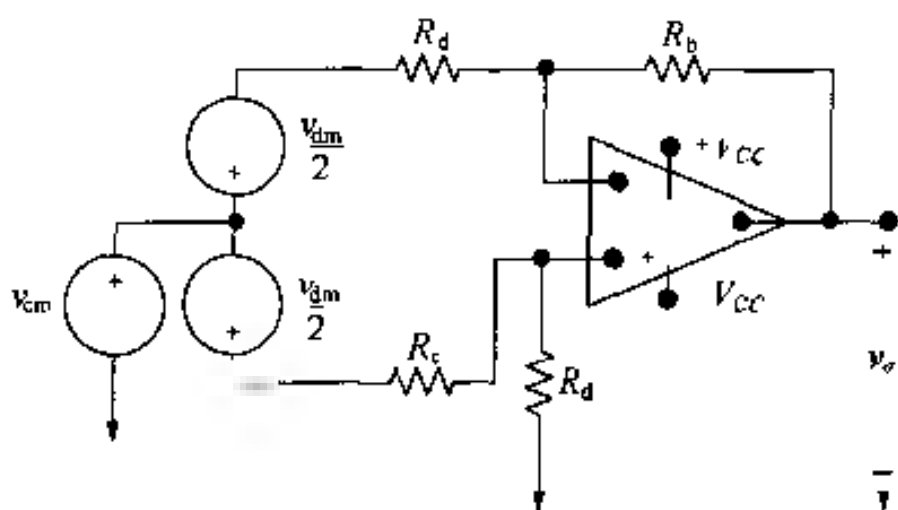 R_d
R_b
v_dm
2
+
+ V_CC
+
v_cm
+
v_dm
2
+
V_CC
+
R_c
R_d
v_o
−